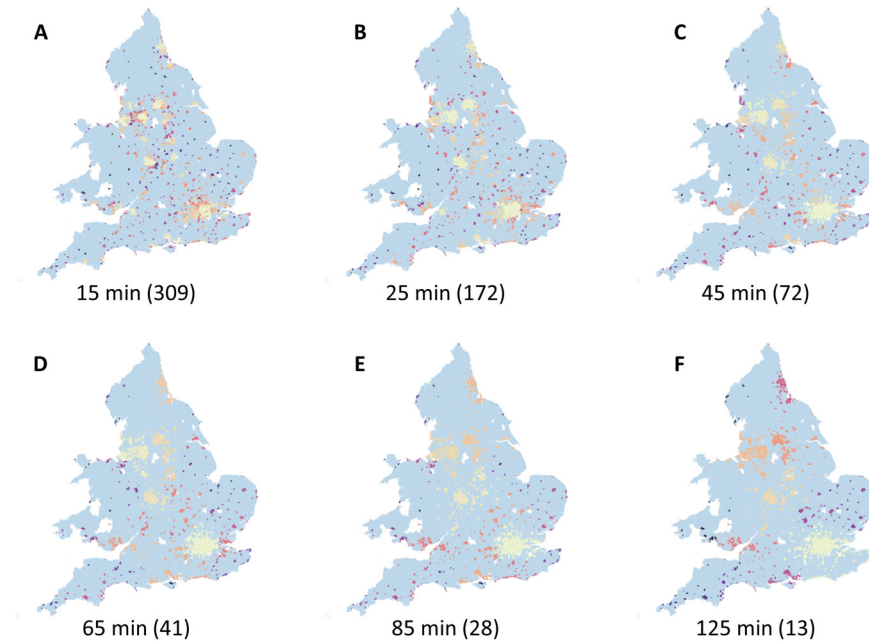 A
B
C
15 min (309)
25 min (172)
45 min (72)
D
E
F
65 min (41)
85 min (28)
125 min (13)